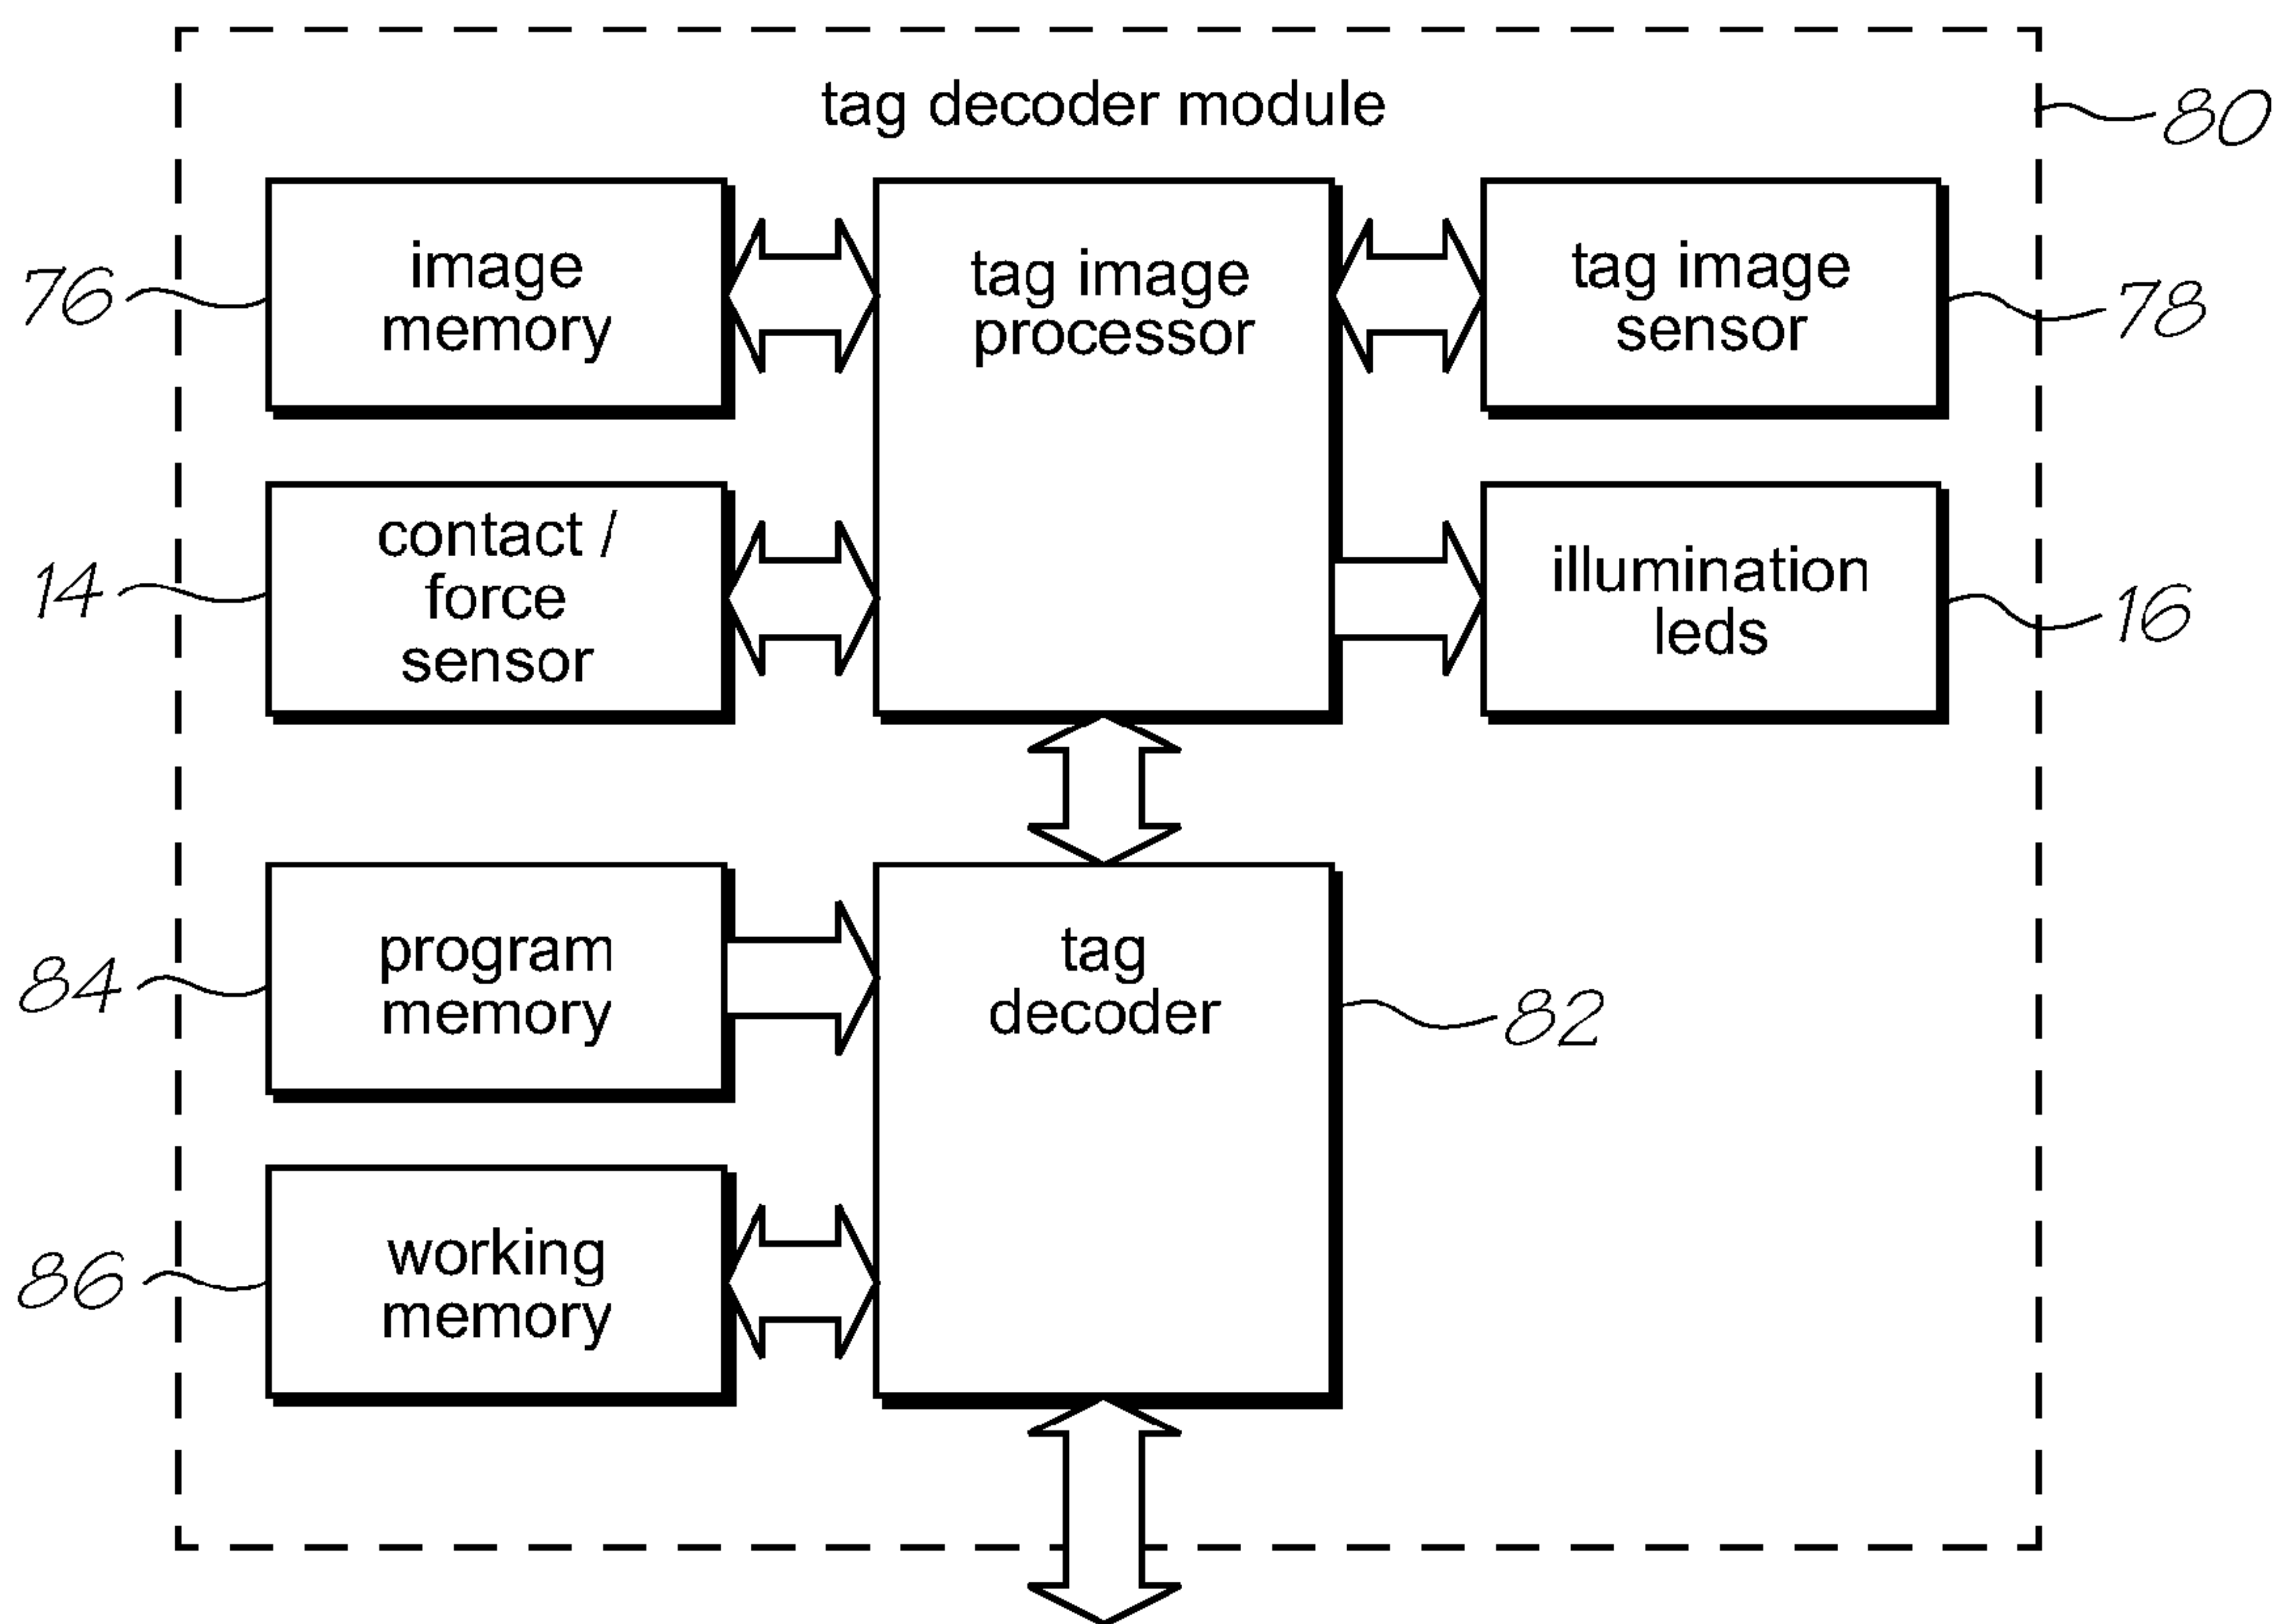 tag decoder module
80
image
memory
76
tag image
processor
tag image
sensor
78
contact /
force
sensor
14
illumination
leds
16
program
memory
84
tag
decoder
82
working
memory
86